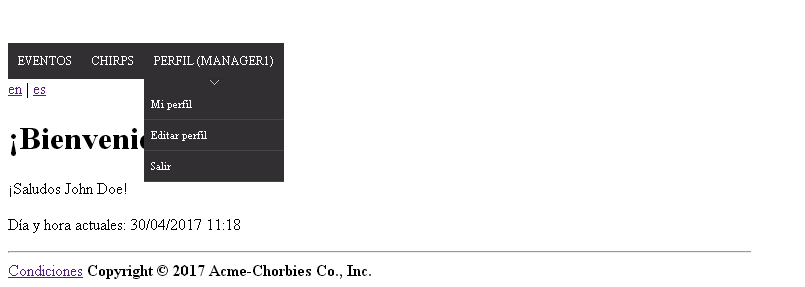 EVENTOS CHIRPS PERFIL (MANAGER1)
Mi perfil
Editar perfil
Salir
en | es
¡Saludos John Doe!
Día y hora actuales: 30/04/2017 11:18
Condiciones Copyright © 2017 Acme-Chorbies Co., Inc.